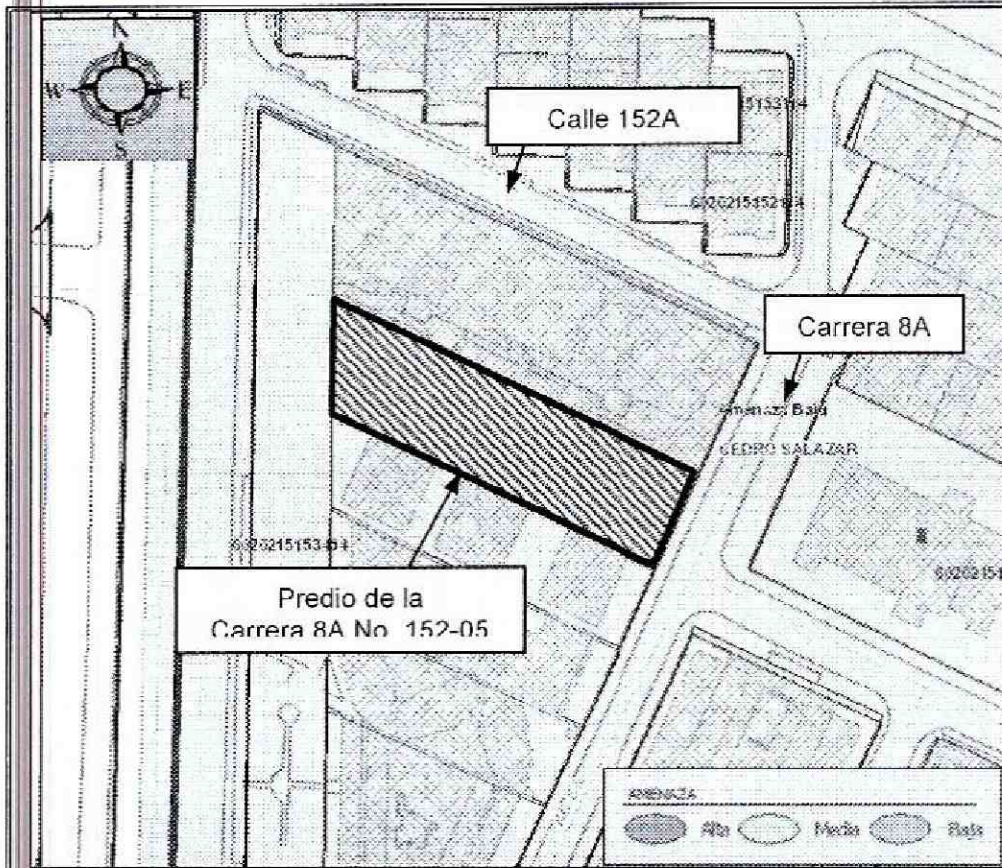 N
W E
S
Calle 152A
Carrera 8A
Amenaza Baja
CEDRO SALAZAR
Predio de la
Carrera 8A No. 152-05
AMENAZA
Alta Media Baja